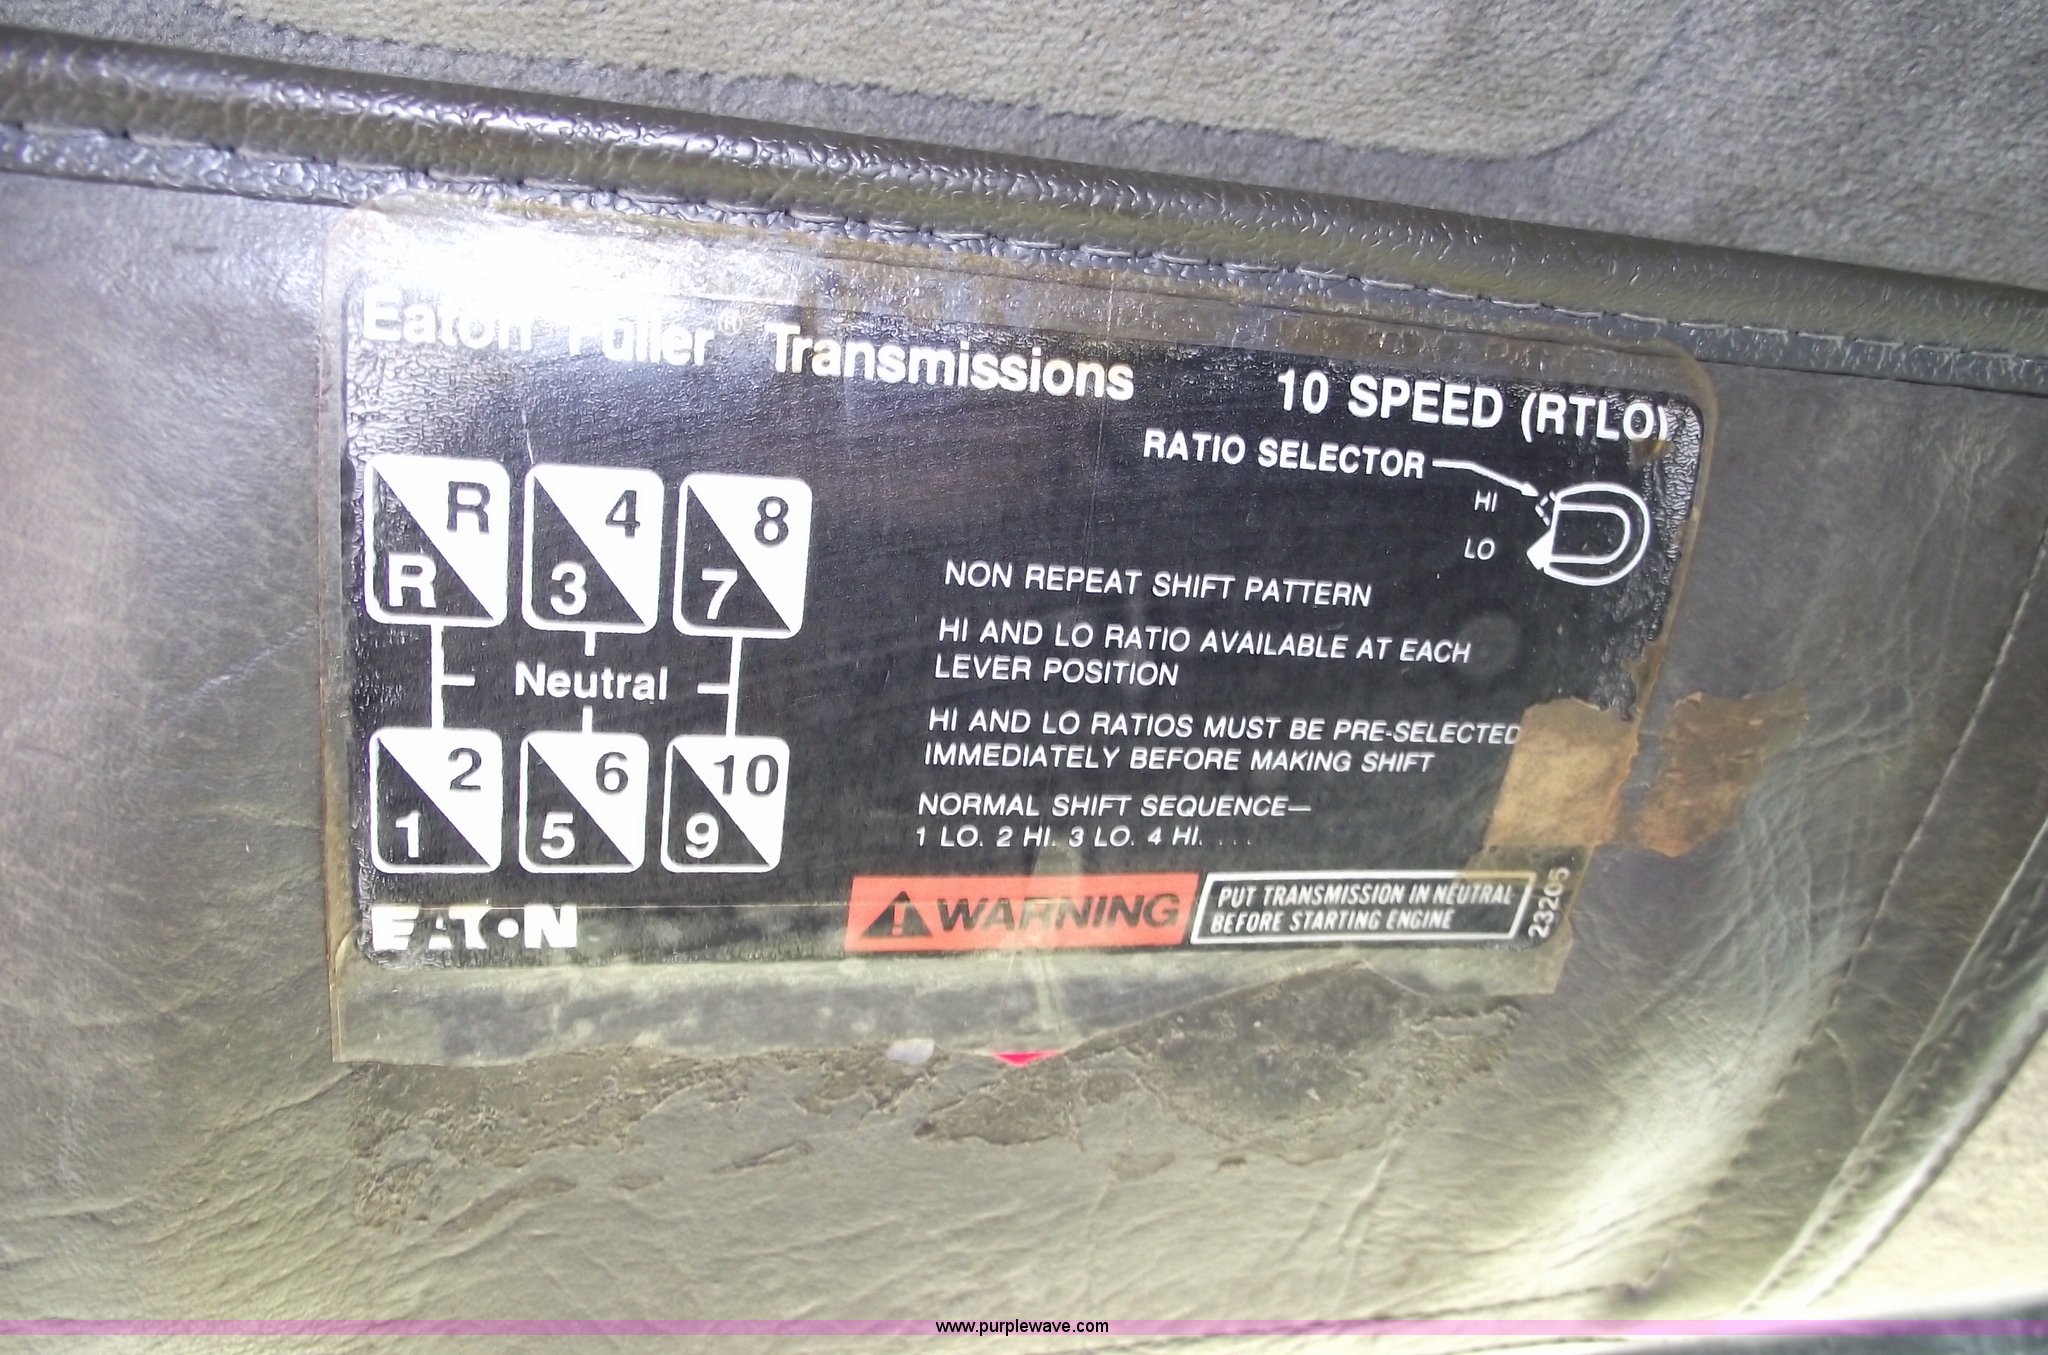 Eaton® Fuller® Transmissions
10 SPEED (RTLO)
RATIO SELECTOR
HI
LO
R R
4 3
8 7
Neutral
2 1
6 5
10 9
NON REPEAT SHIFT PATTERN
HI AND LO RATIO AVAILABLE AT EACH
LEVER POSITION
HI AND LO RATIOS MUST BE PRE-SELECTED
IMMEDIATELY BEFORE MAKING SHIFT
NORMAL SHIFT SEQUENCE—
1 LO. 2 HI. 3 LO. 4 HI. . . .
EATON
WARNING
PUT TRANSMISSION IN NEUTRAL
BEFORE STARTING ENGINE
23205
www.purplewave.com